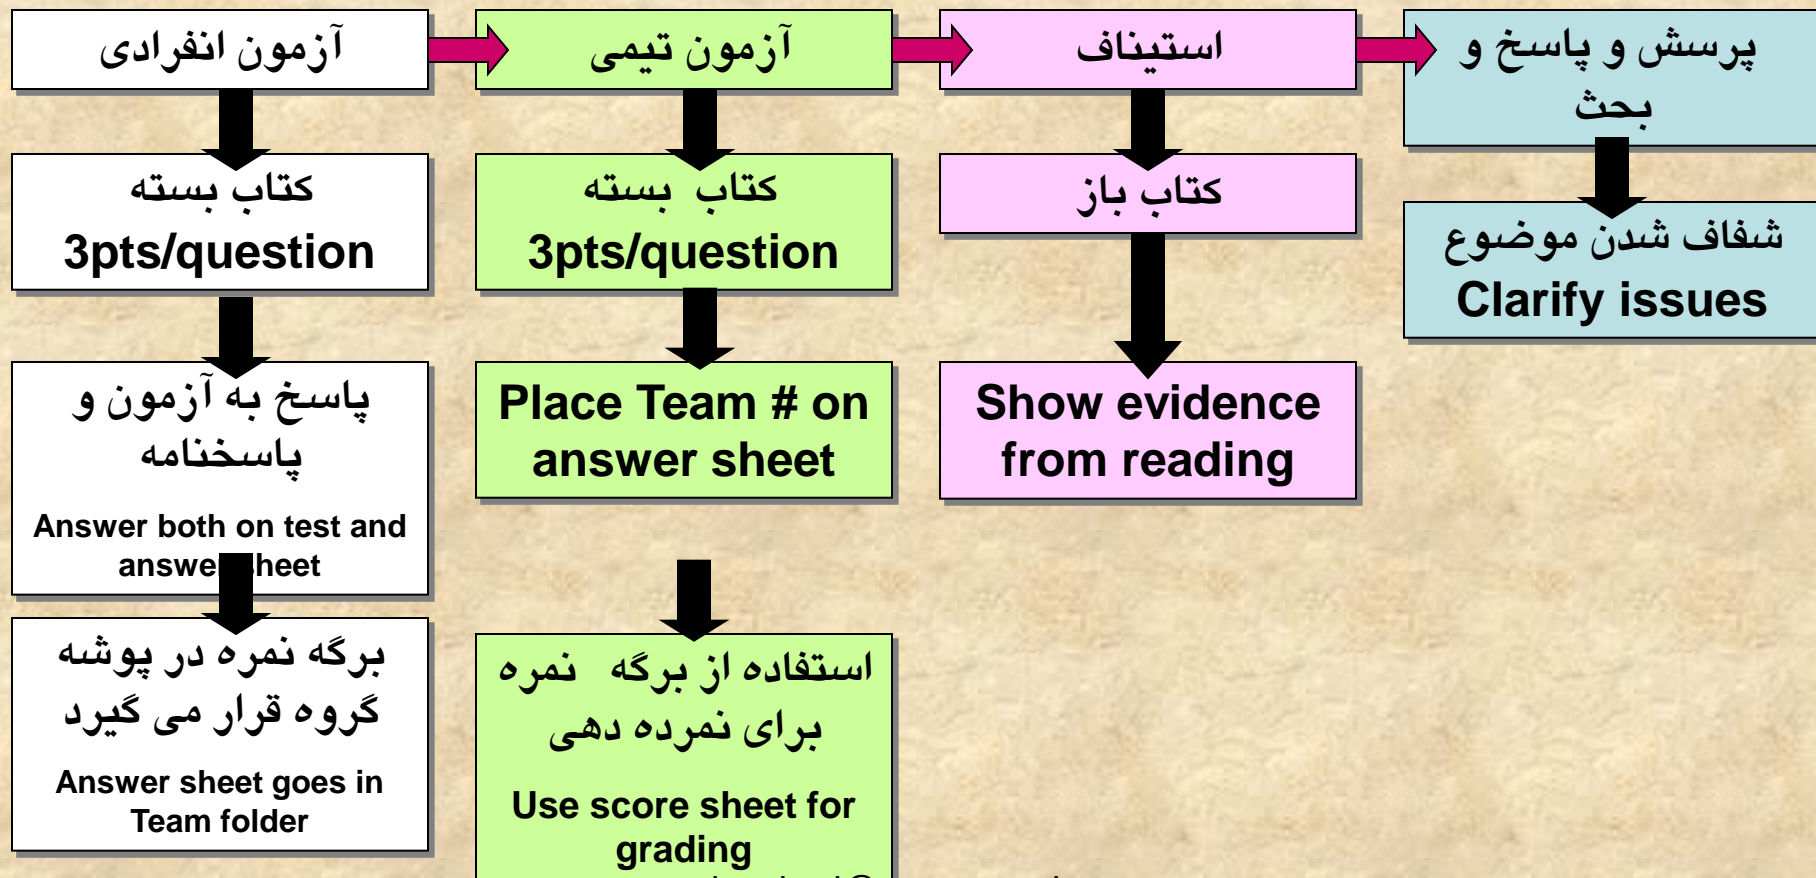 آزمون انفرادی
کتاب بسته
3pts/question
پاسخ به آزمون و
پاسخنامه
Answer both on test and
answer sheet
برگه نمره در پوشه
گروه قرار می گیرد
Answer sheet goes in
Team folder
آزمون تیمی
کتاب بسته
3pts/question
Place Team # on
answer sheet
استفاده از برگه نمره
برای نمرده دهی
Use score sheet for
grading
استیناف
کتاب باز
Show evidence
from reading
پرسش و پاسخ و
بحث
شفاف شدن موضوع
Clarify issues